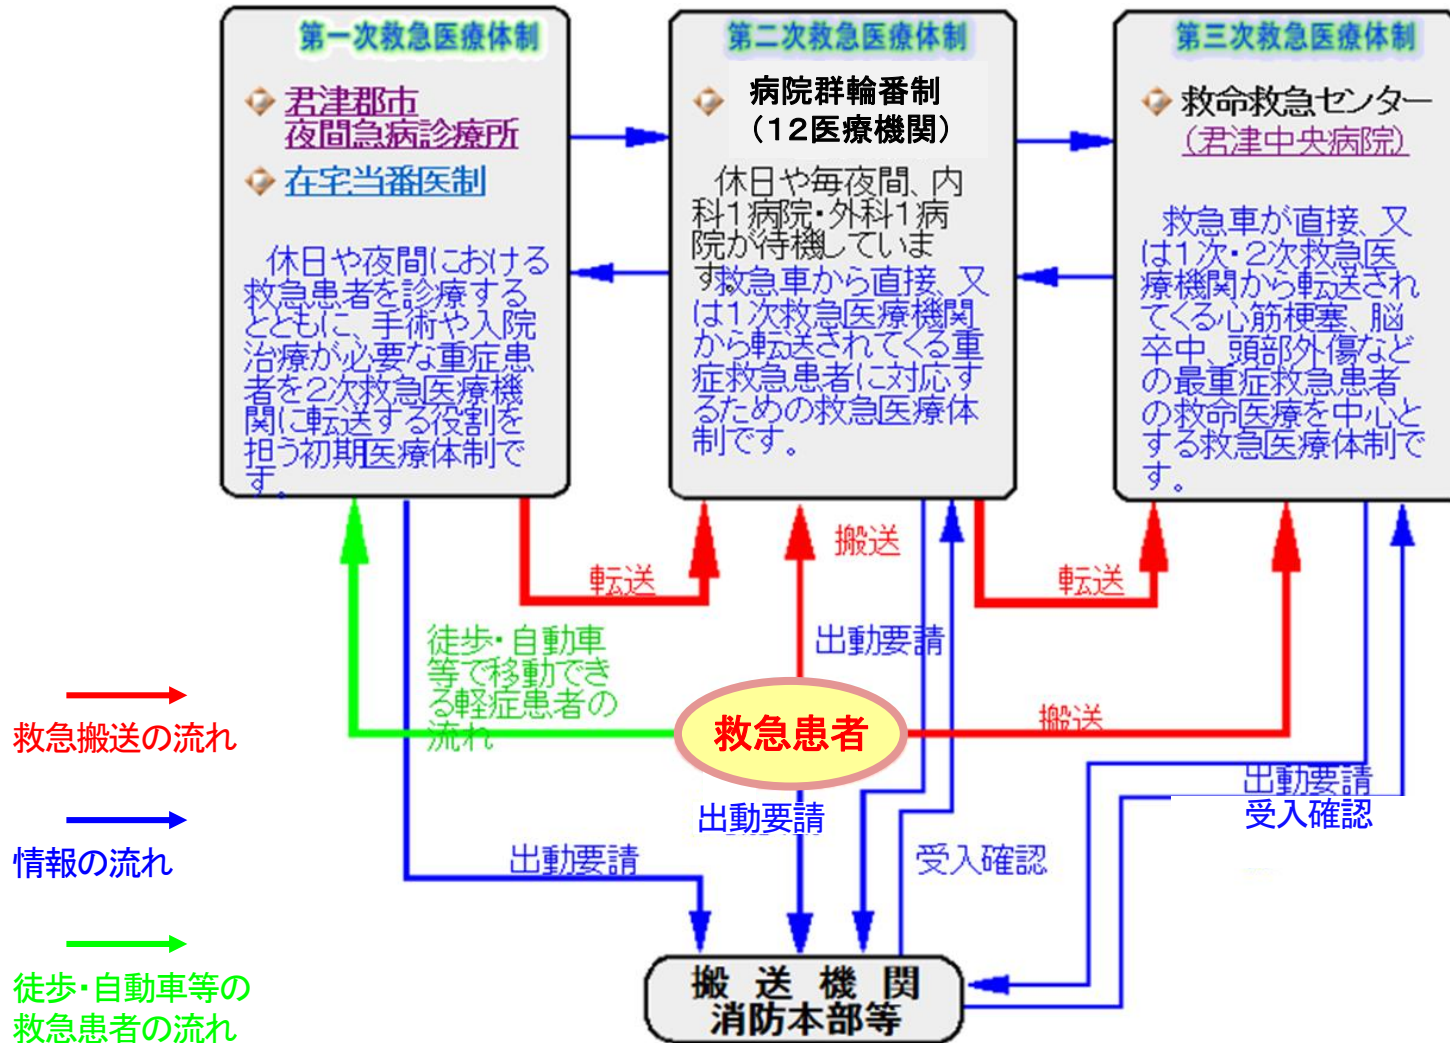 第一次救急医療体制
君津郡市
夜間急病診療所
在宅当番医制
休日や夜間における
救急患者を診療する
とともに、手術や入院
治療が必要な重症患
者を2次救急医療機
関に転送する役割を
担う初期医療体制で
す。
第二次救急医療体制
病院群輪番制
（１２医療機関）
休日や毎夜間、内
科1病院・外科1病
院が待機していま
す。
救急車から直接、又
は1次救急医療機関
から転送されてくる重
症救急患者に対応す
るための救急医療体
制です。
第三次救急医療体制
救命救急センター
(君津中央病院)
救急車が直接、又
は1次・2次救急医
療機関から転送され
てくる心筋梗塞、脳
卒中、頭部外傷など
の最重症救急患者
の救命医療を中心と
する救急医療体制で
す。
転送
搬送
転送
徒歩・自動車
等で移動でき
る軽症患者の
流れ
出動要請
救急患者
搬送
出動要請
受入確認
出動要請
出動要請
受入確認
搬送機関
消防本部等
救急搬送の流れ
情報の流れ
徒歩・自動車等の
救急患者の流れ